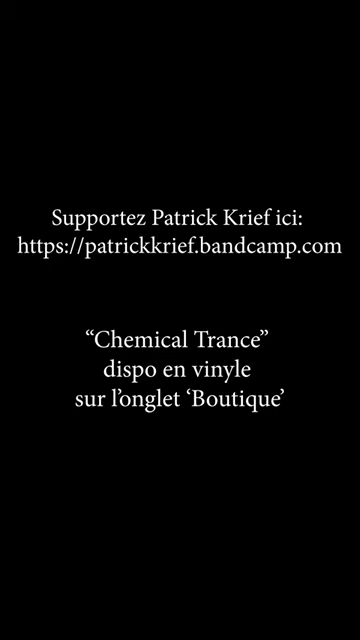 Supportez Patrick Krief ici:
https://patrickkrief.bandcamp.com
“Chemical Trance”
dispo en vinyle
sur l’onglet ‘Boutique’